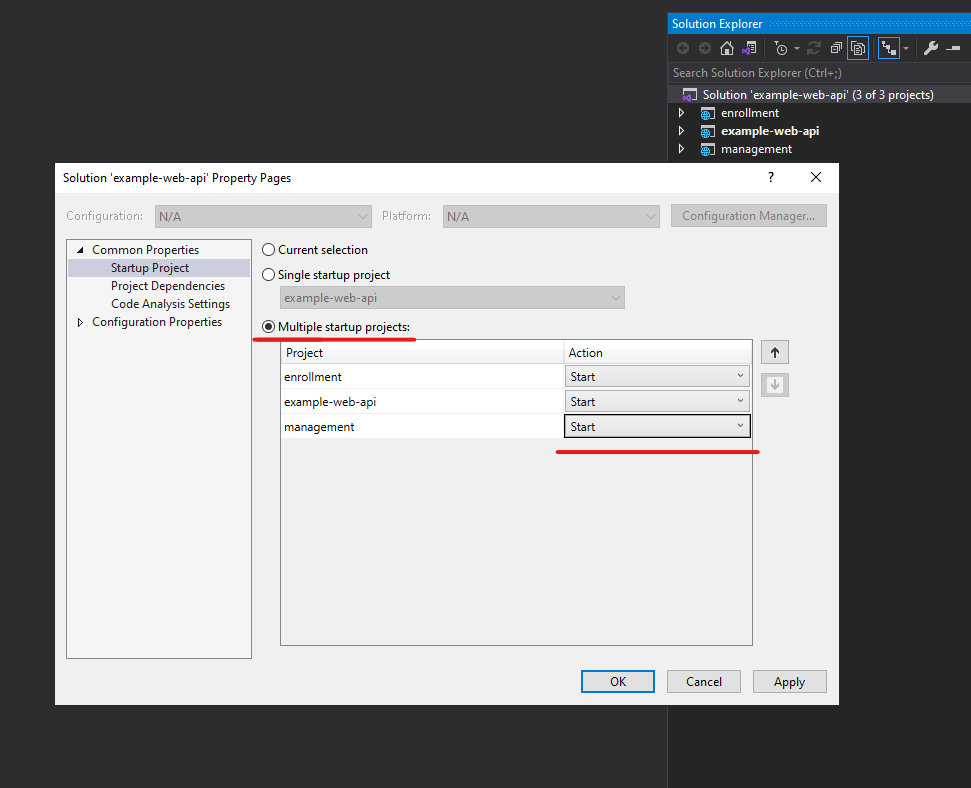 Solution Explorer
Search Solution Explorer (Ctrl+;)
Solution 'example-web-api' (3 of 3 projects)
enrollment
example-web-api
management
Solution 'example-web-api' Property Pages
?
Configuration:
N/A
Platform:
N/A
Configuration Manager...
Common Properties
Startup Project
Project Dependencies
Code Analysis Settings
Configuration Properties
Current selection
Single startup project
example-web-api
Multiple startup projects:
Project Action
enrollment Start
example-web-api Start
management Start
OK
Cancel
Apply